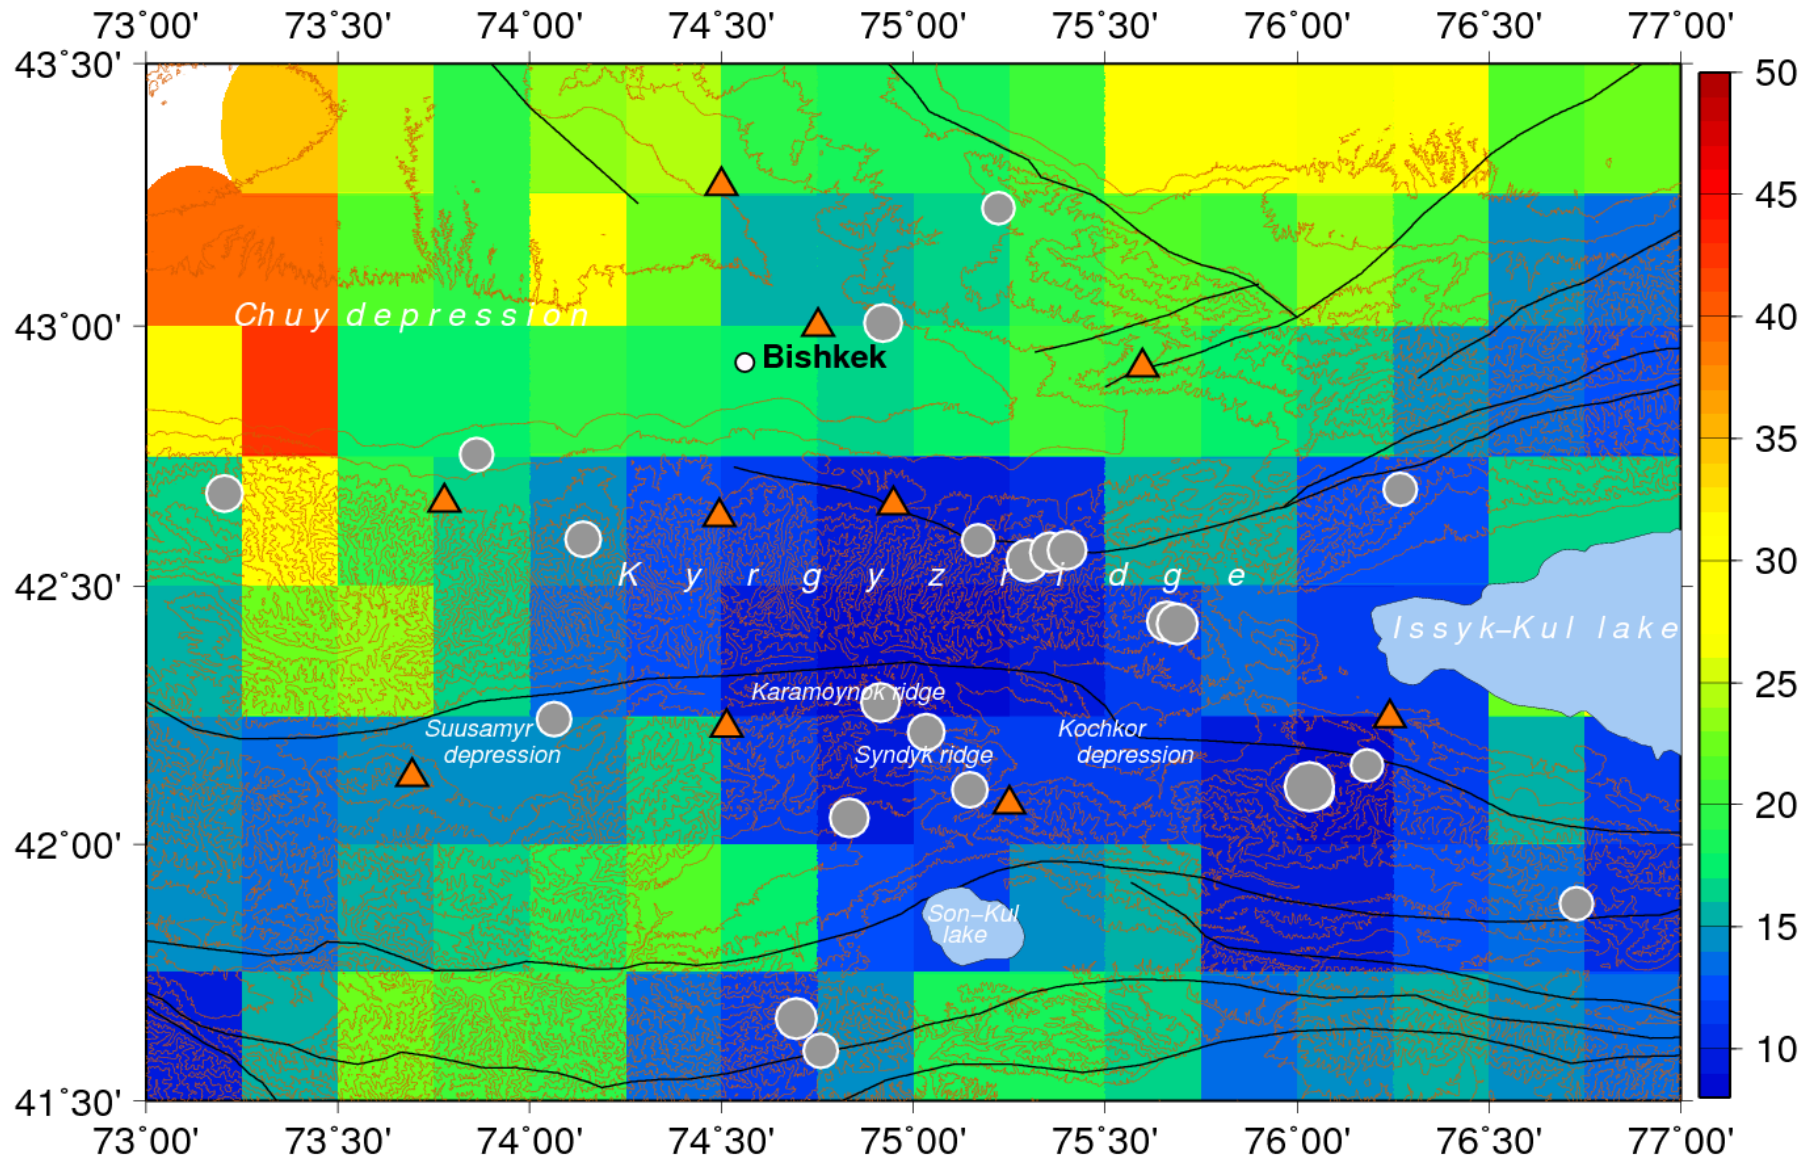 73˚00' 73˚30' 74˚00' 74˚30' 75˚00' 75˚30' 76˚00' 76˚30' 77˚00'
43˚30'
50
45
Chuy depression
43˚00'
40
Bishkek
35
42˚30'
Kyrgyz ridge
30
Issyk–Kul lake
Karamoynok ridge
25
Suusamyr
depression
Kochkor
depression
Syndyk ridge
20
42˚00'
Son–Kul
lake
15
10
41˚30'
73˚00' 73˚30' 74˚00' 74˚30' 75˚00' 75˚30' 76˚00' 76˚30' 77˚00'